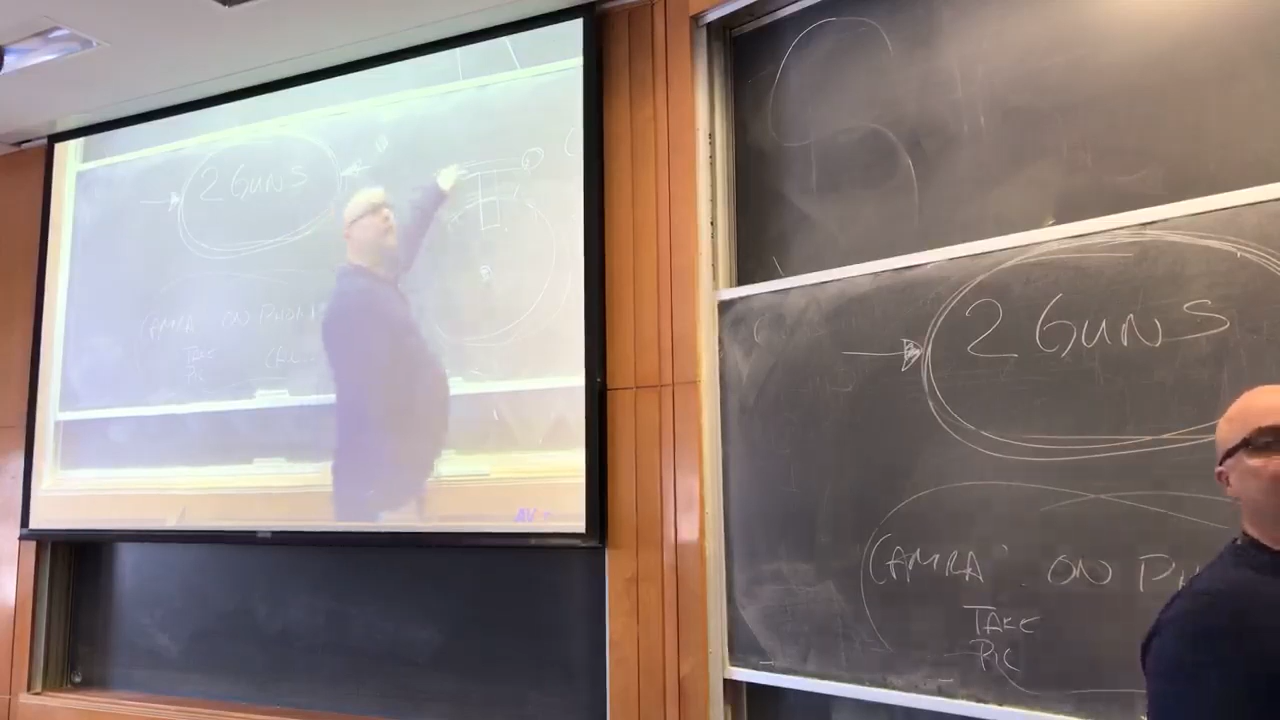 2 GUNS
CAMRA ON PHON
TAKE
PIC
2 GUNS
CAMRA' ON PH
TAKE
PIC